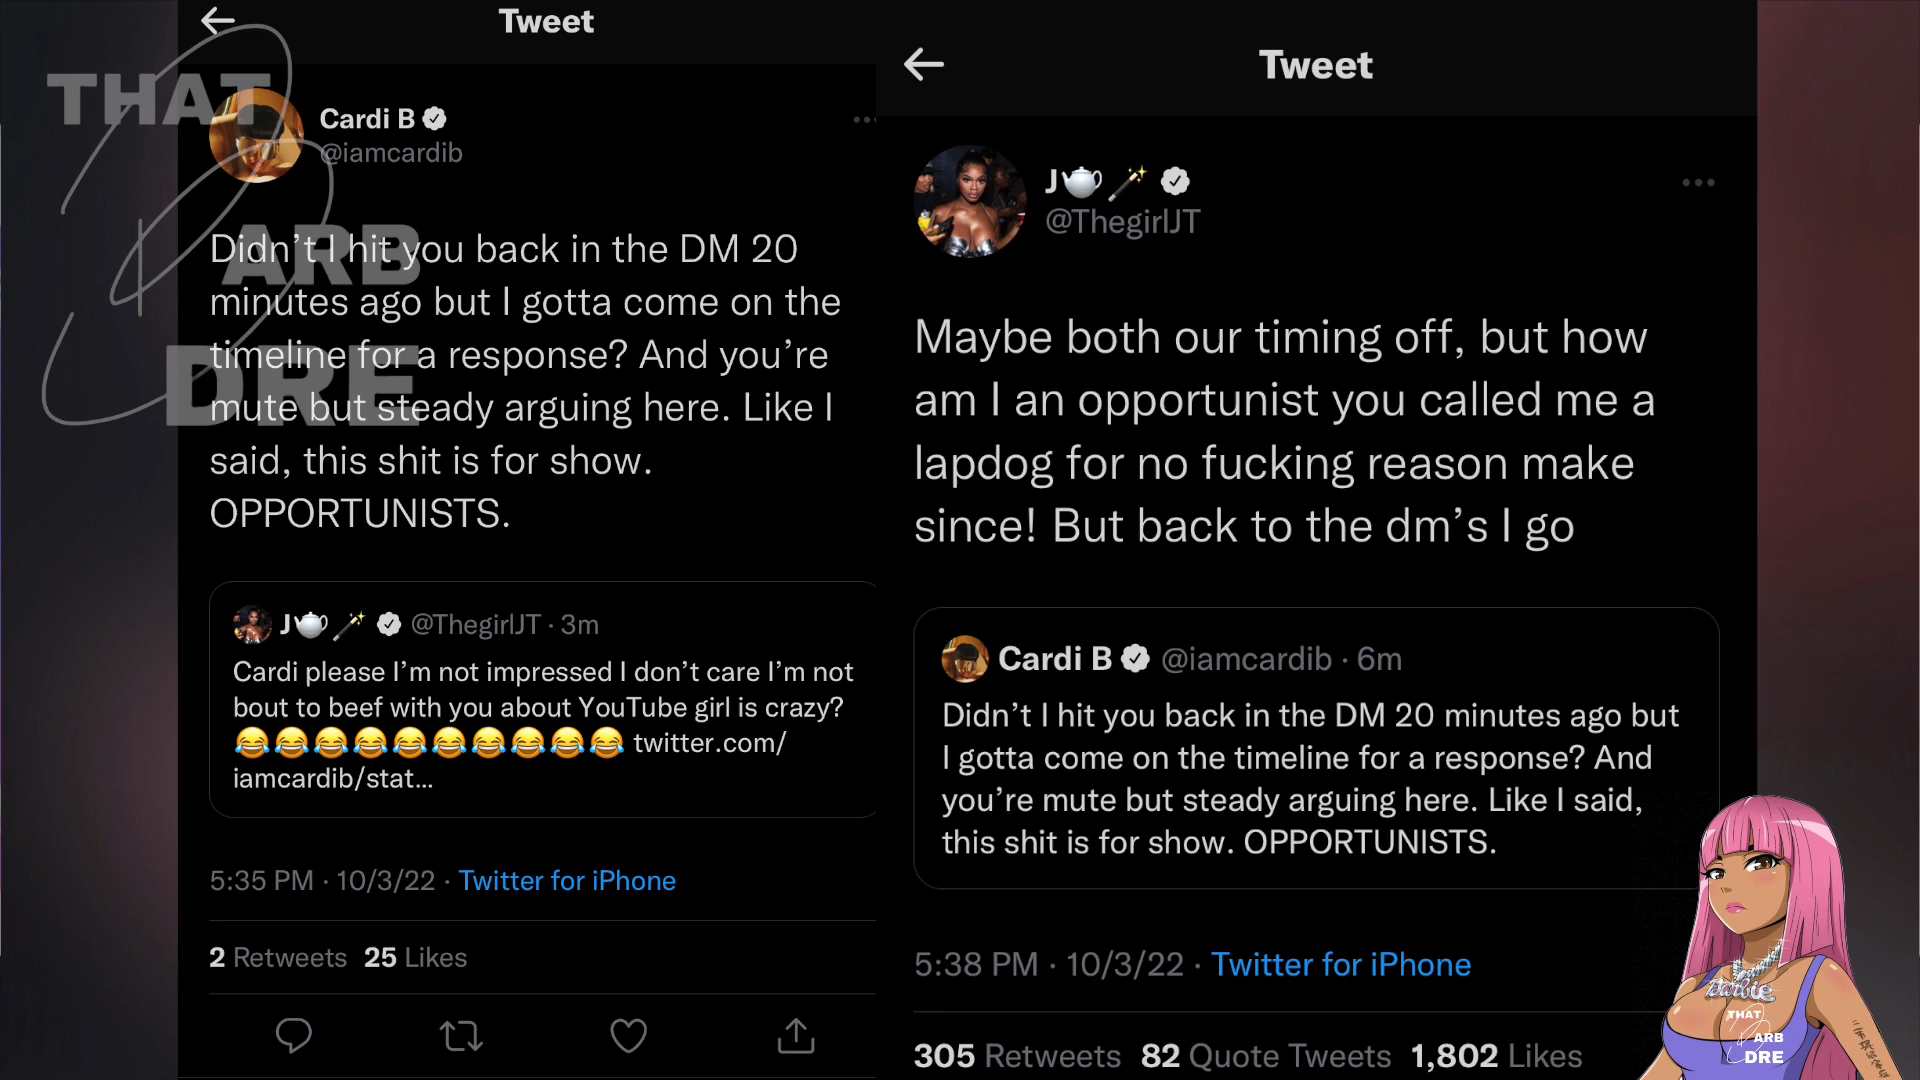 Tweet
THAT
BARB
DRE
Cardi B
@iamcardib
Didn’t I hit you back in the DM 20
minutes ago but I gotta come on the
timeline for a response? And you’re
mute but steady arguing here. Like I
said, this shit is for show.
OPPORTUNISTS.
J🫖🪄 @ThegirlJT · 3m
Cardi please I’m not impressed I don’t care I’m not
bout to beef with you about YouTube girl is crazy?
😂😂😂😂😂😂😂😂😂😂 twitter.com/
iamcardib/stat…
5:35 PM · 10/3/22 · Twitter for iPhone
2 Retweets 25 Likes
Tweet
J🫖🪄
@ThegirlJT
Maybe both our timing off, but how
am I an opportunist you called me a
lapdog for no fucking reason make
since! But back to the dm’s I go
Cardi B @iamcardib · 6m
Didn’t I hit you back in the DM 20 minutes ago but
I gotta come on the timeline for a response? And
you’re mute but steady arguing here. Like I said,
this shit is for show. OPPORTUNISTS.
5:38 PM · 10/3/22 · Twitter for iPhone
305 Retweets 82 Quote Tweets 1,802 Likes
Barbie
THAT
BARB
DRE